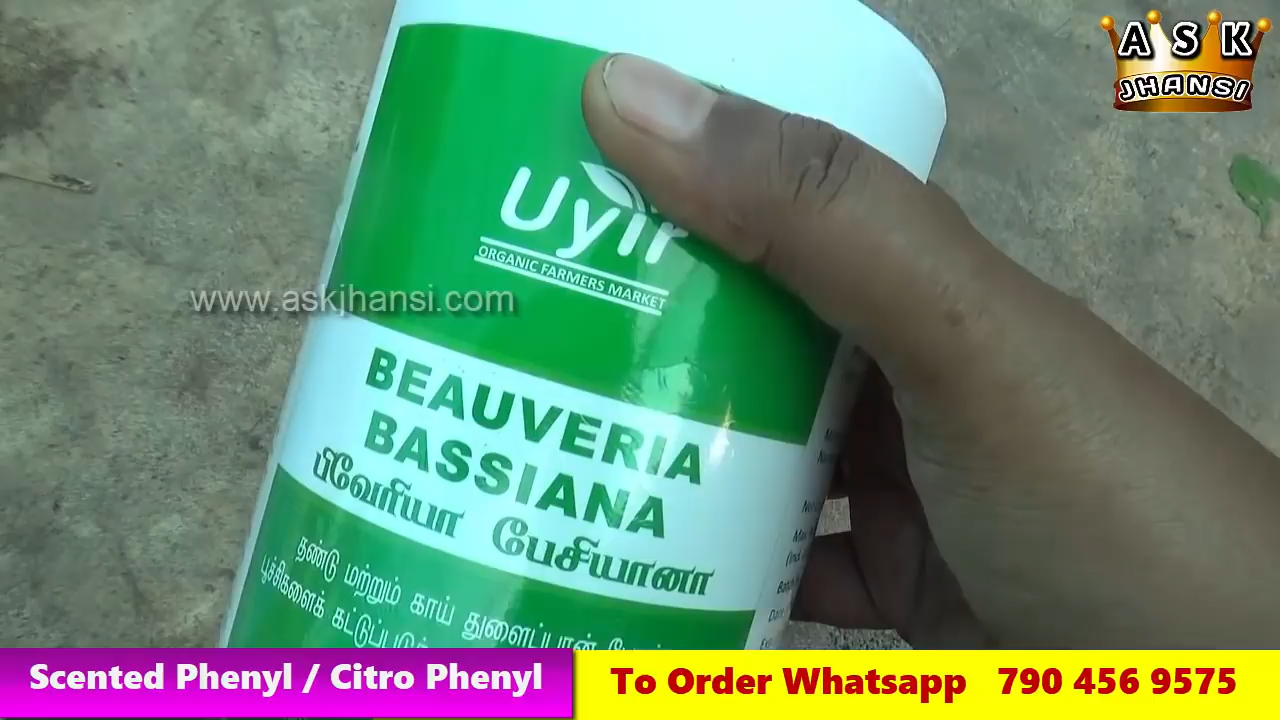 A S K
JHANSI
Uyir
ORGANIC FARMERS MARKET
www.askjhansi.com
BEAUVERIA
BASSIANA
பிவேரியா பேசியானா
தண்டு மற்றும் காய் துளைப்பான்
பூச்சிகளைக்
Scented Phenyl / Citro Phenyl
To Order Whatsapp 790 456 9575